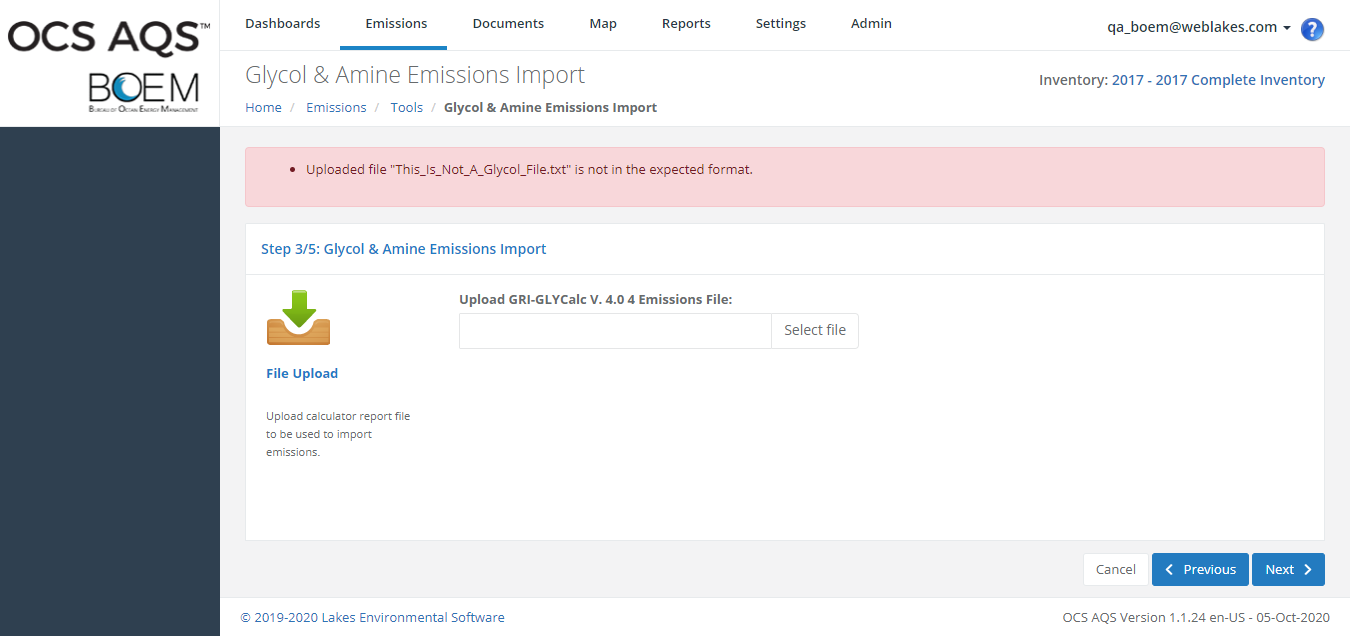 OCS AQS™
BOEM
BUREAU OF OCEAN ENERGY MANAGEMENT
Dashboards Emissions Documents Map Reports Settings Admin
qa_boem@weblakes.com ?
Glycol & Amine Emissions Import
Inventory: 2017 - 2017 Complete Inventory
Home / Emissions / Tools / Glycol & Amine Emissions Import
• Uploaded file "This_Is_Not_A_Glycol_File.txt" is not in the expected format.
Step 3/5: Glycol & Amine Emissions Import
File Upload
Upload calculator report file
to be used to import
emissions.
Upload GRI-GLYCalc V. 4.0 4 Emissions File:
Select file
Cancel Previous Next
© 2019-2020 Lakes Environmental Software
OCS AQS Version 1.1.24 en-US - 05-Oct-2020